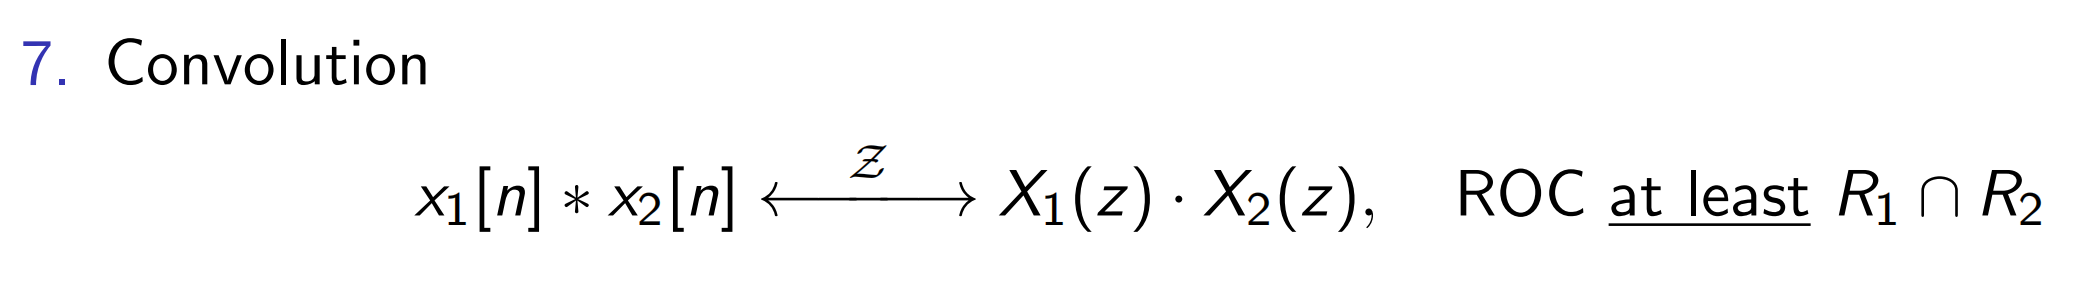 7. Convolution
x₁[n] ∗ x₂[n] ⟷ᶻ X₁(z) · X₂(z), ROC at least R₁ ∩ R₂